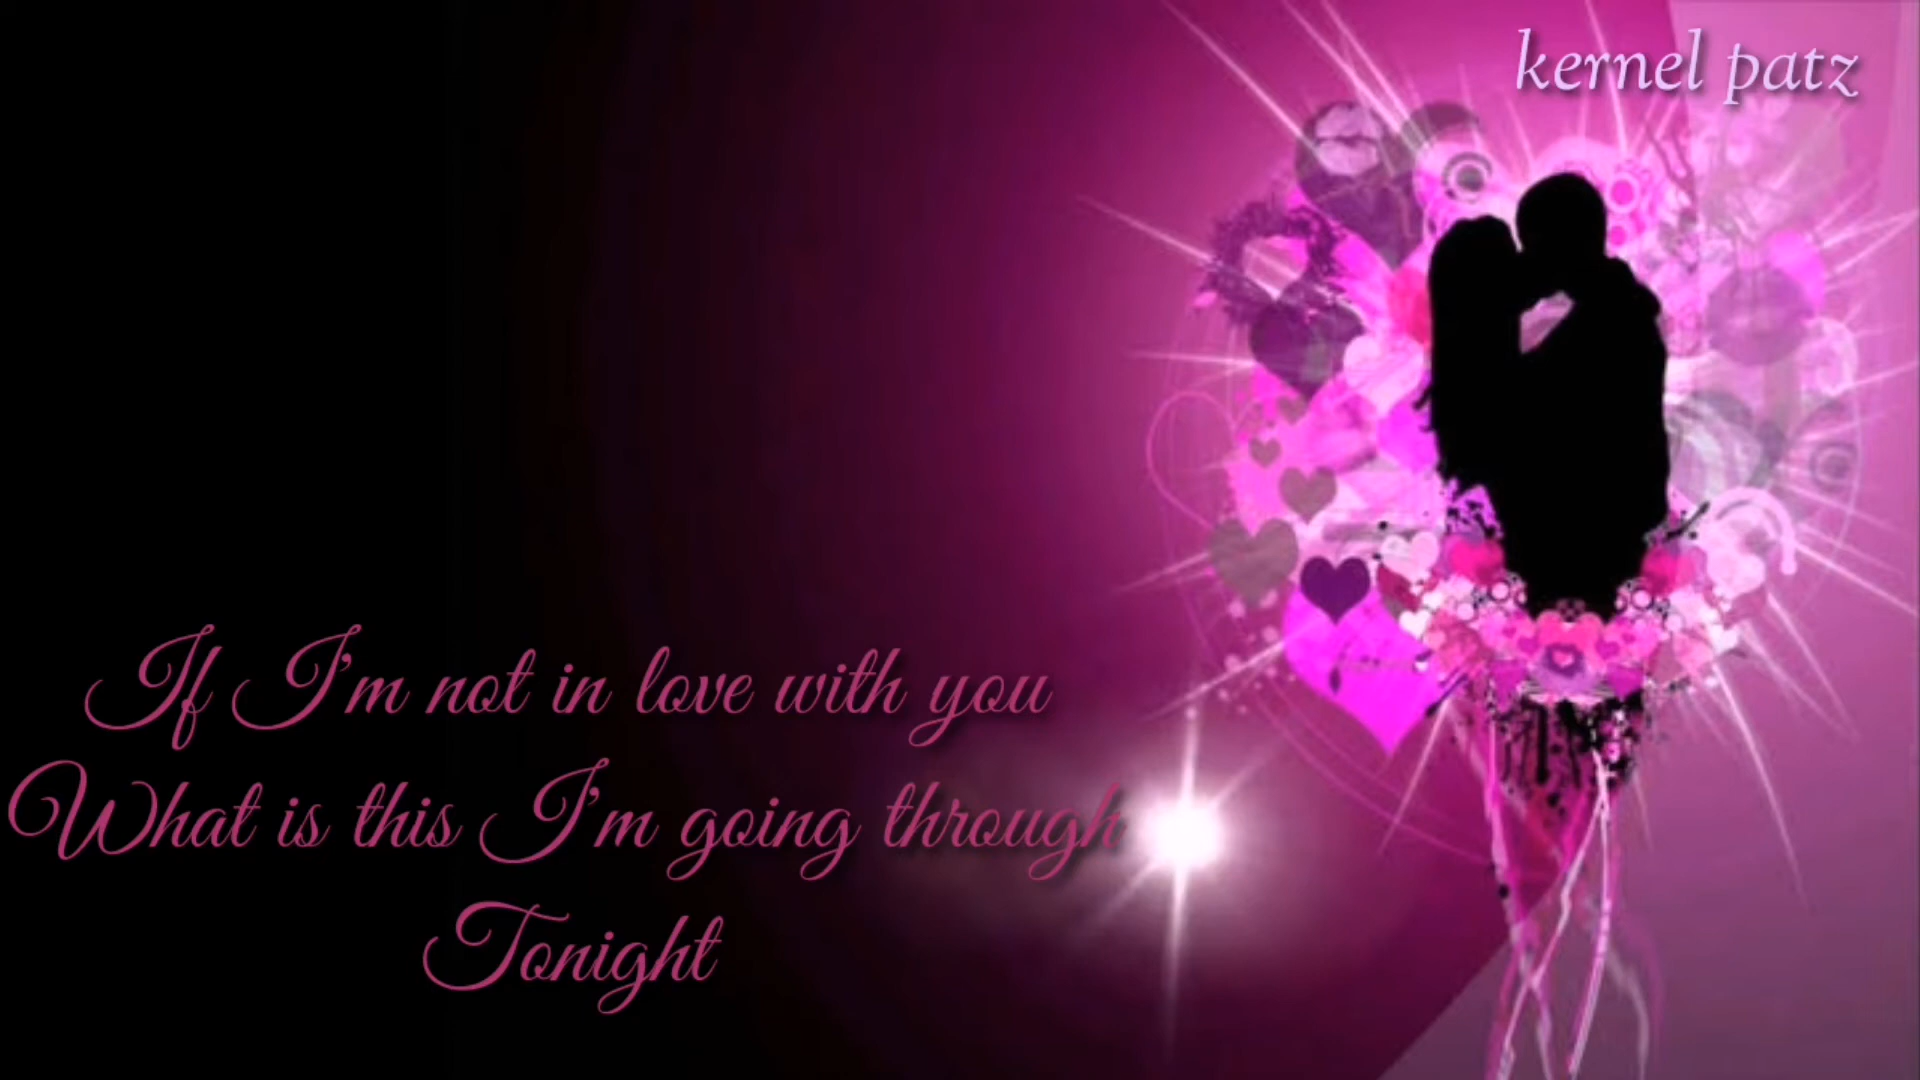 kernel patz
If I'm not in love with you
What is this I'm going through
Tonight